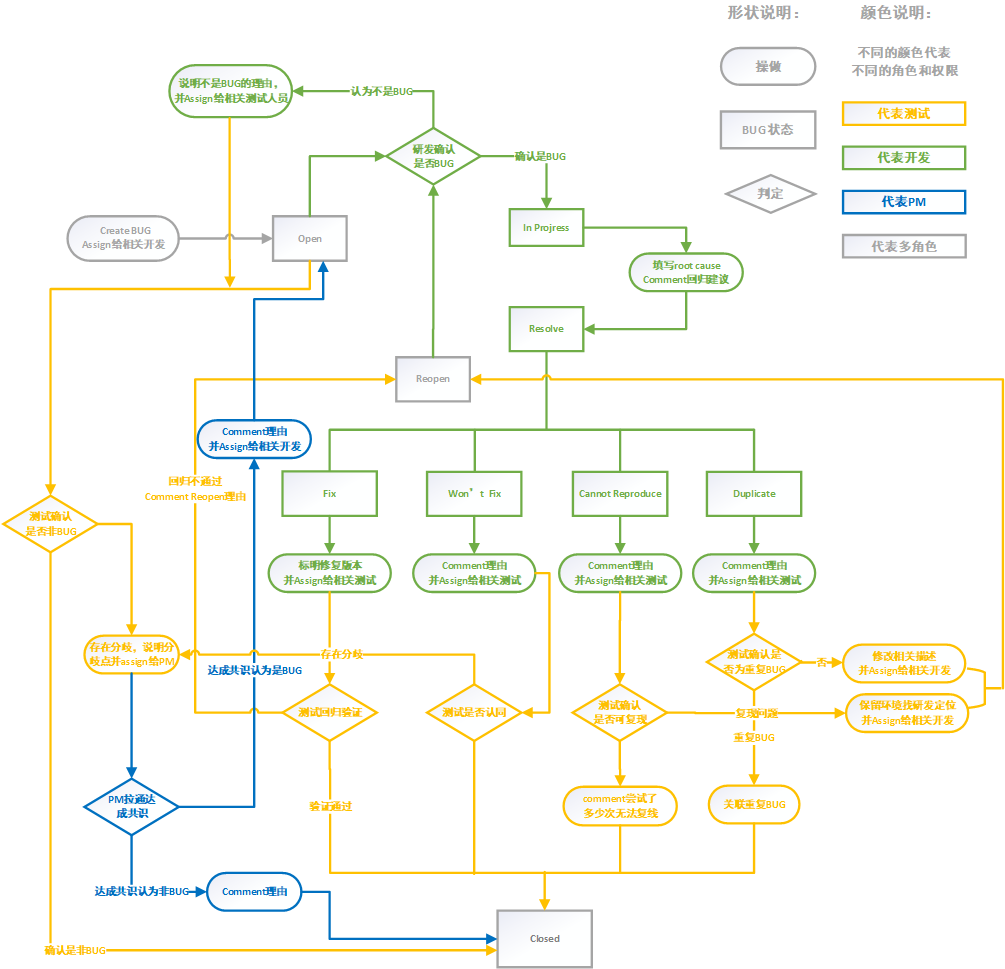 形状说明：
颜色说明：
操做
不同的颜色代表
不同的角色和权限
BUG 状态
代表测试
代表开发
判定
代表PM
代表多角色
说明不是BUG的理由，
并Assign 给相关测试人员
认为不是BUG
研发确认
是否BUG
确认是BUG
Create BUG
Assign 给相关开发
Open
In Projress
填写root cause
Comment回归建议
Resolve
Reopen
Comment理由
并Assign给相关开发
回归不通过
Comment Reopen理由
Fix
Won’t Fix
Cannot Reproduce
Duplicate
测试确认
是否非BUG
标明修复版本
并Assign给相关测试
Comment理由
并Assign给相关测试
Comment理由
并Assign给相关测试
Comment理由
并Assign 给相关测试
存在分歧，说明分
歧点并assign 给PM
达成共识认为是BUG
存在分歧
测试确认是
否为重复BUG
否
修改相关描述
并Assign给相关开发
测试回归验证
测试是否认同
测试确认
是否可复现
复现问题
保留环境找研发定位
并Assign给相关开发
重复BUG
PM拉通达
成共识
验证通过
comment尝试了
多少次无法复线
关联重复BUG
达成共识认为非BUG
Comment理由
确认是非BUG
Closed